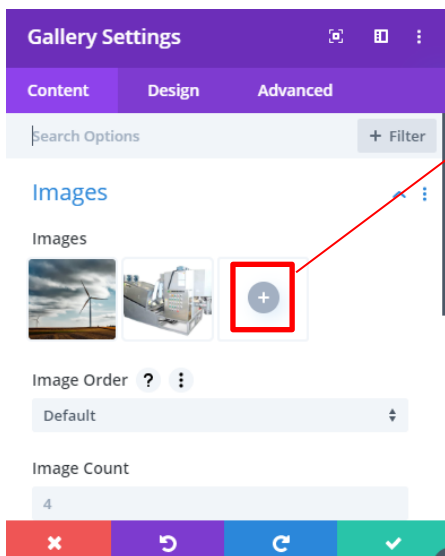 Gallery Settings
Content Design Advanced
Search Options + Filter
Images
Images
Image Order ?
Default
Image Count
4